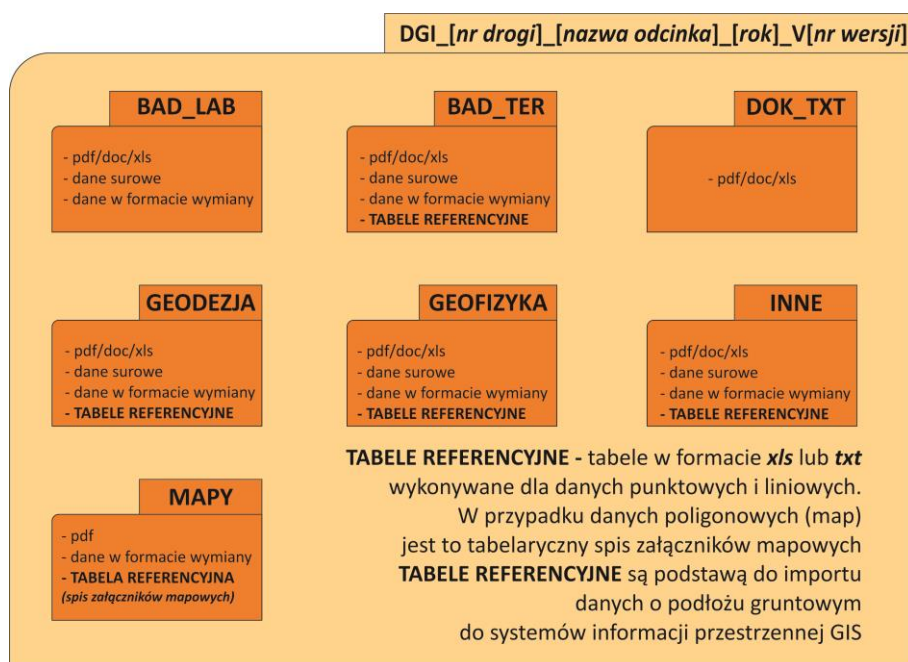 DGI_[nr drogi]_[nazwa odcinka]_[rok]_V[nr wersji]
BAD_LAB
- pdf/doc/xls
- dane surowe
- dane w formacie wymiany
BAD_TER
- pdf/doc/xls
- dane surowe
- dane w formacie wymiany
- TABELE REFERENCYJNE
DOK_TXT
- pdf/doc/xls
GEODEZJA
- pdf/doc/xls
- dane surowe
- dane w formacie wymiany
- TABELE REFERENCYJNE
GEOFIZYKA
- pdf/doc/xls
- dane surowe
- dane w formacie wymiany
- TABELE REFERENCYJNE
INNE
- pdf/doc/xls
- dane surowe
- dane w formacie wymiany
- TABELE REFERENCYJNE
MAPY
- pdf
- dane w formacie wymiany
- TABELA REFERENCYJNA
(spis załączników mapowych)
TABELE REFERENCYJNE - tabele w formacie xls lub txt
wykonywane dla danych punktowych i liniowych.
W przypadku danych poligonowych (map)
jest to tabelaryczny spis załączników mapowych
TABELE REFERENCYJNE są podstawą do importu
danych o podłożu gruntowym
do systemów informacji przestrzennej GIS